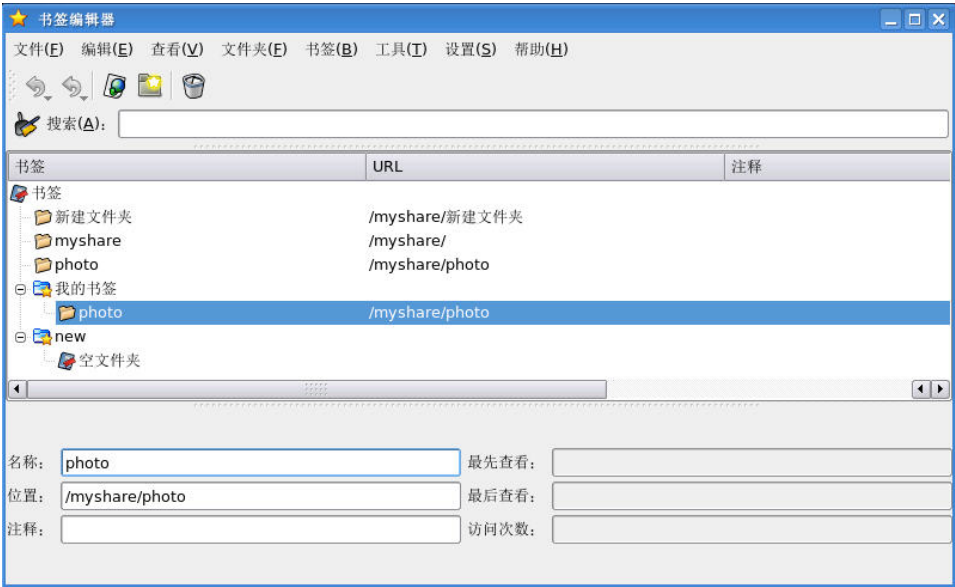 书签编辑器
文件(F) 编辑(E) 查看(V) 文件夹(F) 书签(B) 工具(T) 设置(S) 帮助(H)
搜索(A):
书签 URL 注释
书签
新建文件夹 /myshare/新建文件夹
myshare /myshare/
photo /myshare/photo
我的书签
photo /myshare/photo
new
空文件夹
名称: photo 最先查看:
位置: /myshare/photo 最后查看:
注释: 访问次数: